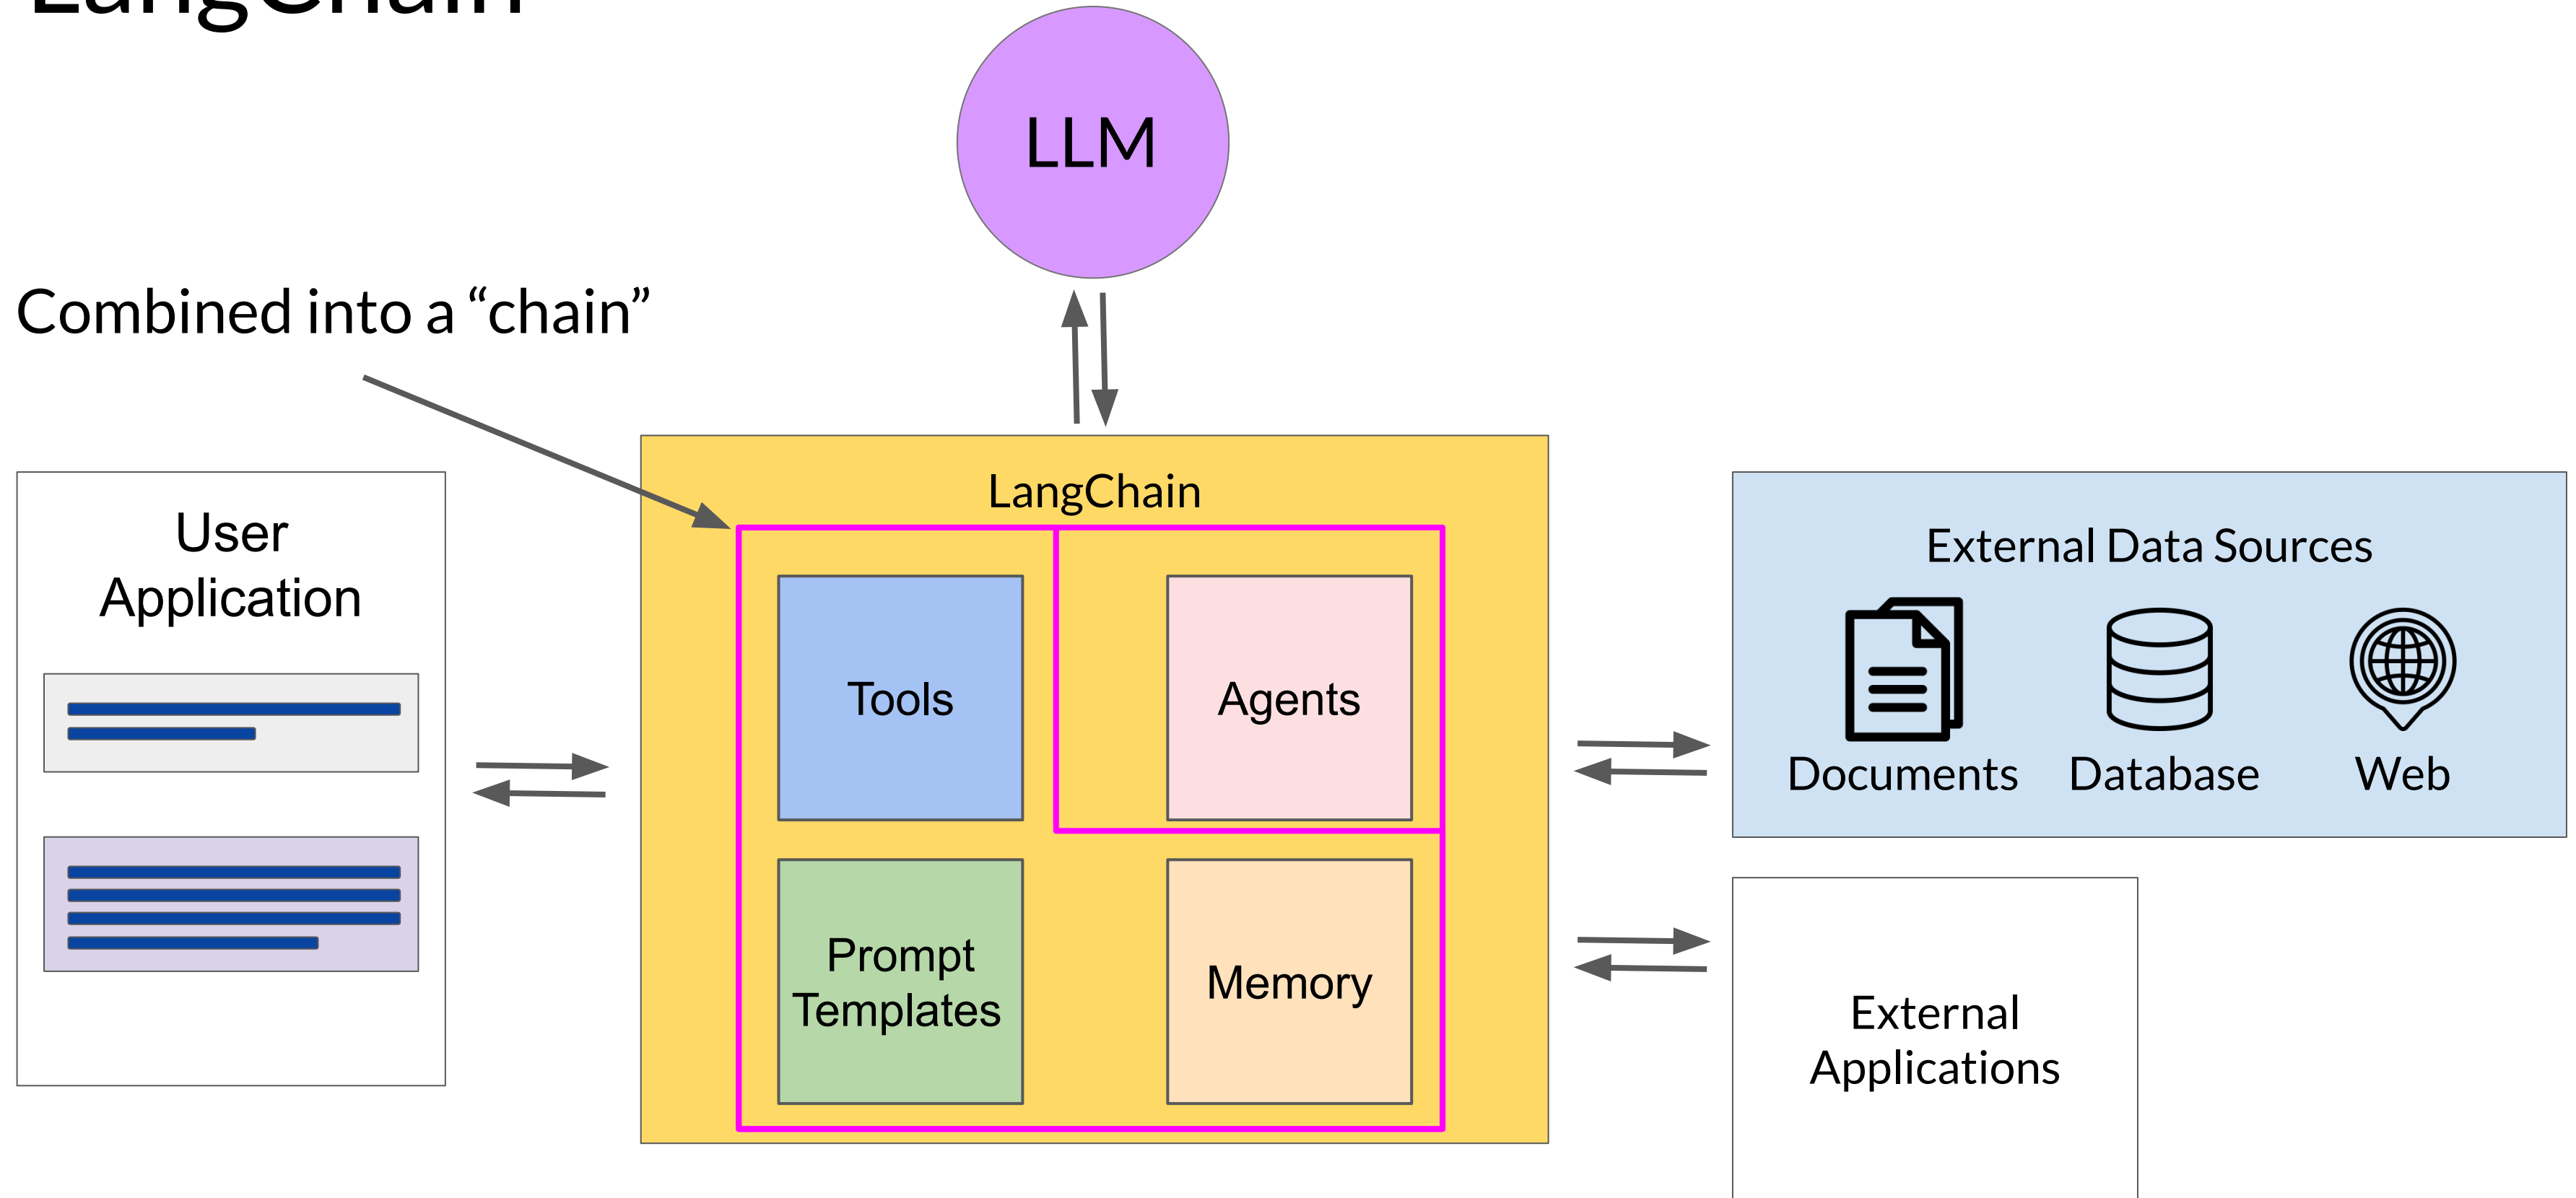 LangChain
LLM
Combined into a “chain”
User
Application
LangChain
Tools
Agents
Prompt
Templates
Memory
External Data Sources
Documents
Database
Web
External
Applications